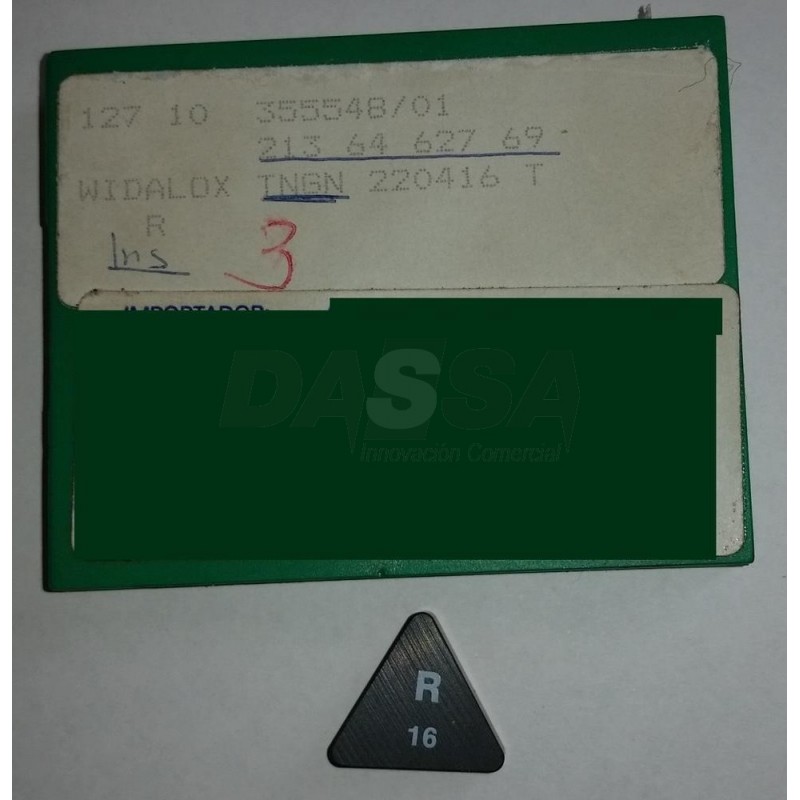 127 10 355548/01
213 64 627 69
WIDALOX TNGN 220416 T
R
Ins 3
IMPORTADOR
DASSA
Innovación Comercial
R
16